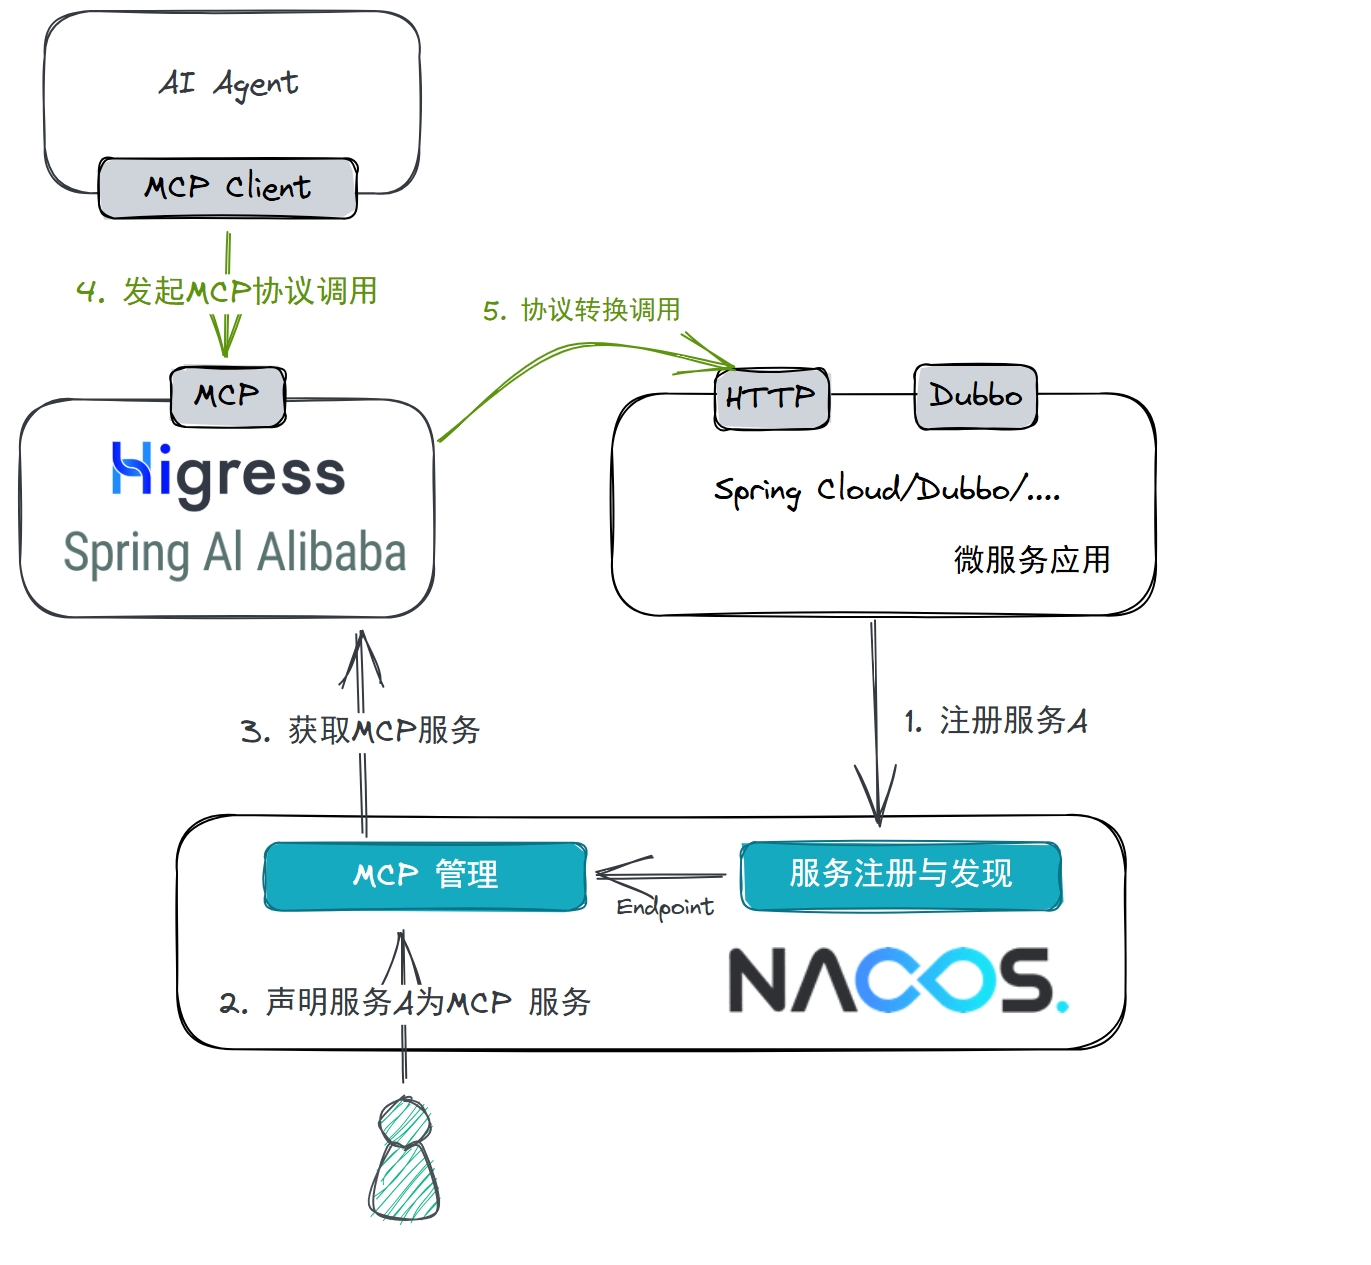 AI Agent
MCP Client
4. 发起MCP协议调用
5. 协议转换调用
MCP
HTTP
Dubbo
Higress
Spring AI Alibaba
Spring Cloud/Dubbo/....
微服务应用
3. 获取MCP服务
1. 注册服务A
MCP 管理
服务注册与发现
Endpoint
NACOS.
2. 声明服务A为MCP 服务